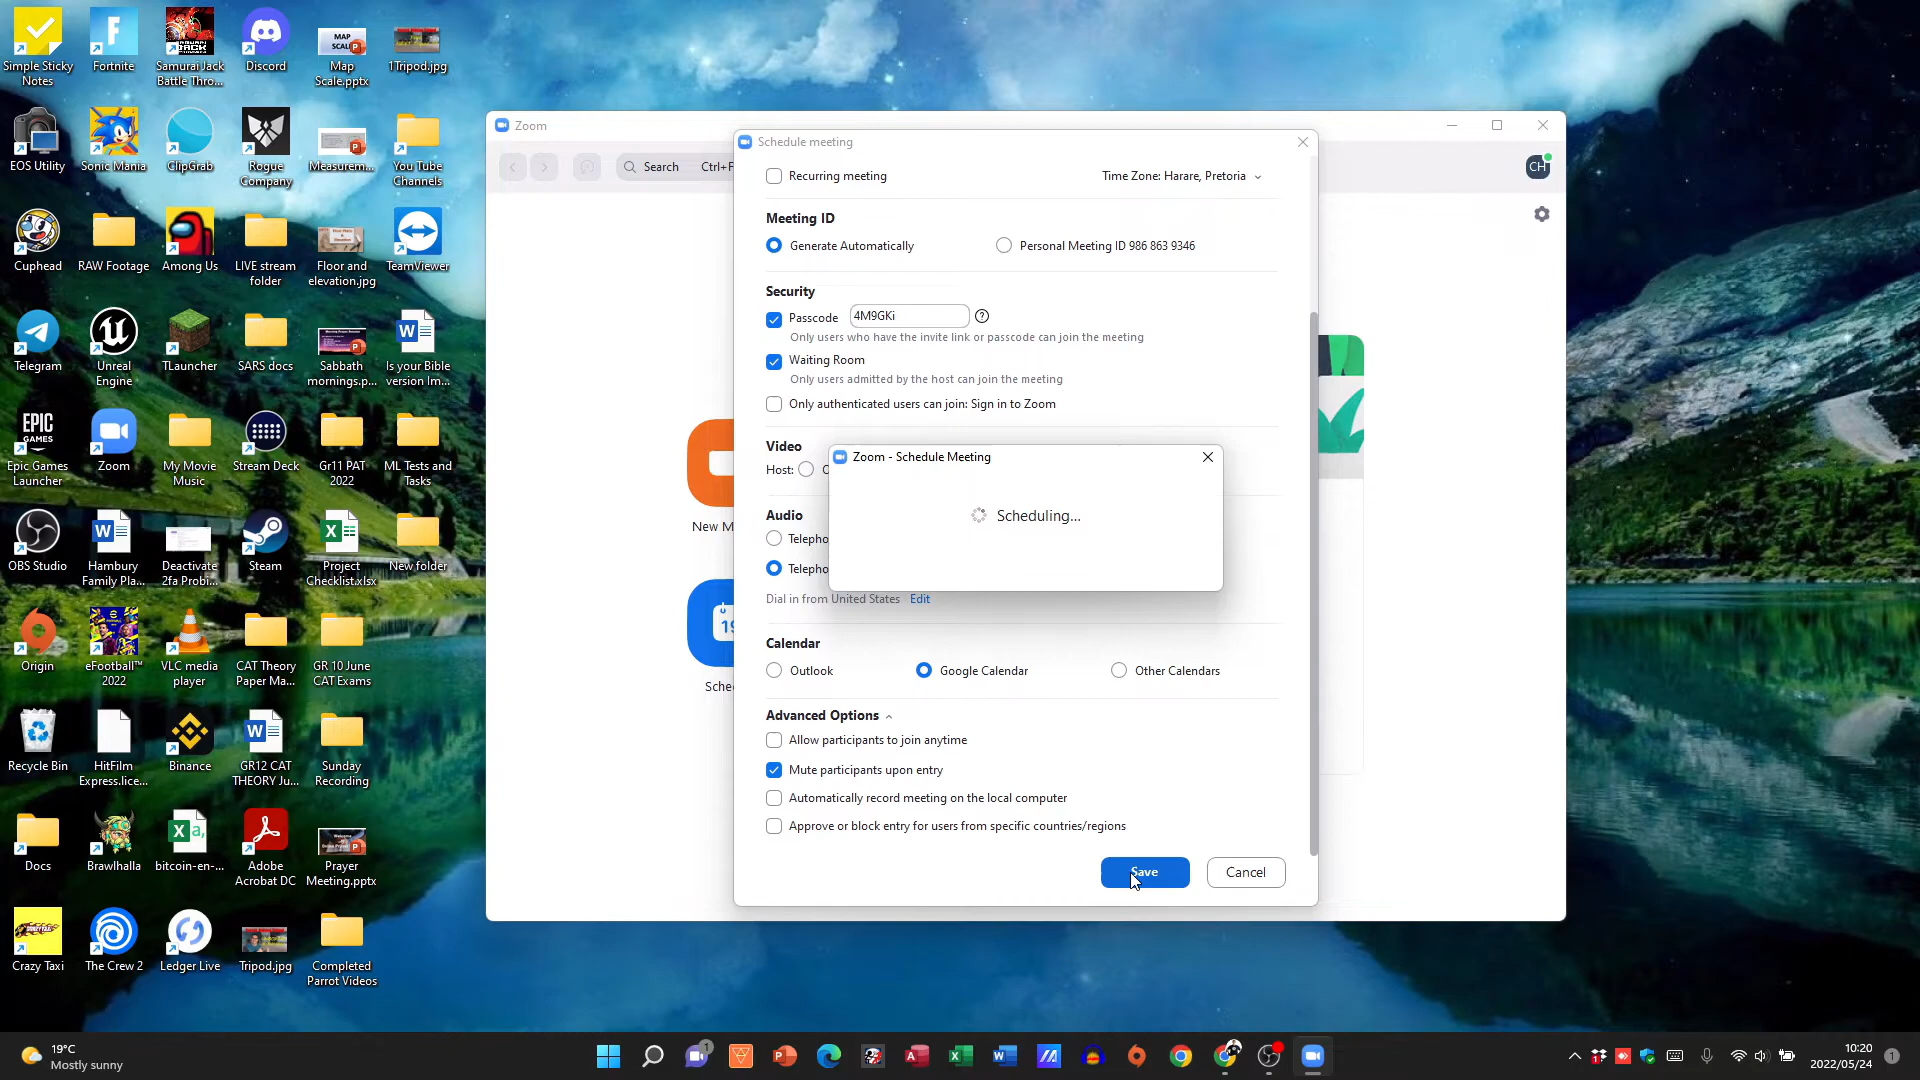 Simple Sticky
Notes
Fortnite
Samurai Jack
Battle Thro...
Discord
MAP
SCALE
Map
Scale.pptx
1Tripod.jpg
EOS Utility
Sonic Mania
ClipGrab
Rogue
Company
Measurem...
You Tube
Channels
Cuphead
RAW Footage
Among Us
LIVE stream
folder
Floor and
elevation.jpg
TeamViewer
Telegram
Unreal
Engine
TLauncher
SARS docs
Sabbath
mornings.p...
Is your Bible
version Im...
EPIC
GAMES
Epic Games
Launcher
Zoom
My Movie
Music
Stream Deck
Gr11 PAT
2022
ML Tests and
Tasks
OBS Studio
Hambury
Family Pla...
Deactivate
2fa Probi...
Steam
Project
Checklist.xlsx
New folder
Origin
eFootball™
2022
VLC media
player
CAT Theory
Paper Ma...
GR 10 June
CAT Exams
Recycle Bin
HitFilm
Express.lice...
Binance
GR12 CAT
THEORY Ju...
Sunday
Recording
Docs
Brawlhalla
bitcoin-en-...
Adobe
Acrobat DC
Prayer
Meeting.pptx
Crazy Taxi
The Crew 2
Ledger Live
Tripod.jpg
Completed
Parrot Videos
Zoom
Search Ctrl+F
CH
New M
19
Sche
Schedule meeting
Recurring meeting
Time Zone: Harare, Pretoria
Meeting ID
Generate Automatically
Personal Meeting ID 986 863 9346
Security
Passcode 4M9GKi
Only users who have the invite link or passcode can join the meeting
Waiting Room
Only users admitted by the host can join the meeting
Only authenticated users can join: Sign in to Zoom
Video
Host:
Zoom - Schedule Meeting
Scheduling...
Audio
Telepho
Telepho
Dial in from United States Edit
Calendar
Outlook
Google Calendar
Other Calendars
Advanced Options
Allow participants to join anytime
Mute participants upon entry
Automatically record meeting on the local computer
Approve or block entry for users from specific countries/regions
Save
Cancel
19°C
Mostly sunny
1
10:20
2022/05/24
1